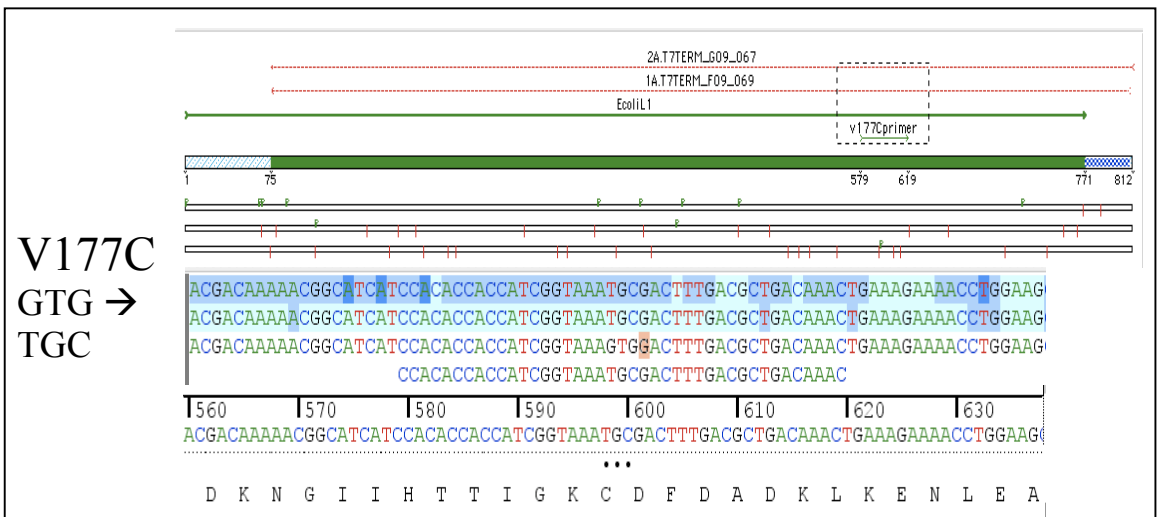 2A.T7TERM_G09_067
1A.T7TERM_F09_069
EcoliL1
v177Cprimer
1 75 579 619 771 812
V177C
GTG →
TGC
ACGACAAAAACGGCATCATCCACACCACCATCGGTAAATGCGACTTTGACGCTGACAAACTGAAAGAAAACCTGGAAG
ACGACAAAAACGGCATCATCCACACCACCATCGGTAAATGCGACTTTGACGCTGACAAACTGAAAGAAAACCTGGAAG
ACGACAAAAACGGCATCATCCACACCACCATCGGTAAAGTGGACTTTGACGCTGACAAACTGAAAGAAAACCTGGAAG
CCACACCACCATCGGTAAATGCGACTTTGACGCTGACAAAC
560 570 580 590 600 610 620 630
ACGACAAAAACGGCATCATCCACACCACCATCGGTAAATGCGACTTTGACGCTGACAAACTGAAAGAAAACCTGGAAG
•••
D K N G I I H T T I G K C D F D A D K L K E N L E A